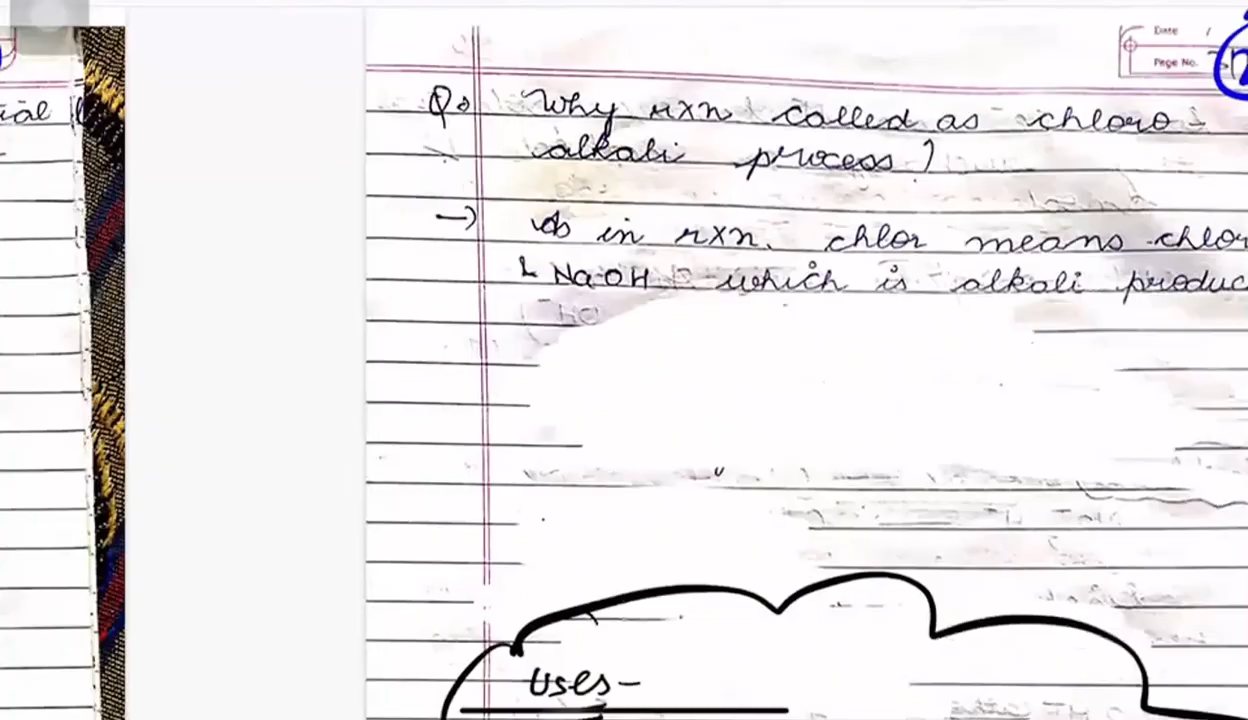 Date
Page No.
Q. Why rxn called as chloro-
alkali process?
→ As in rxn. chlor means chlor
& NaOH which is alkali produc
Uses-